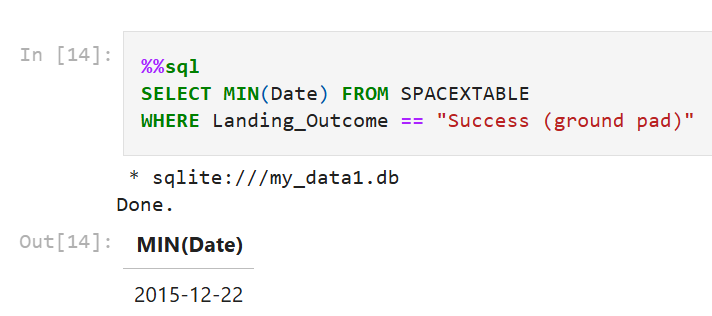 In [14]:
%%sql
SELECT MIN(Date) FROM SPACEXTABLE
WHERE Landing_Outcome == "Success (ground pad)"
* sqlite:///my_data1.db
Done.
Out[14]:
MIN(Date)
2015-12-22